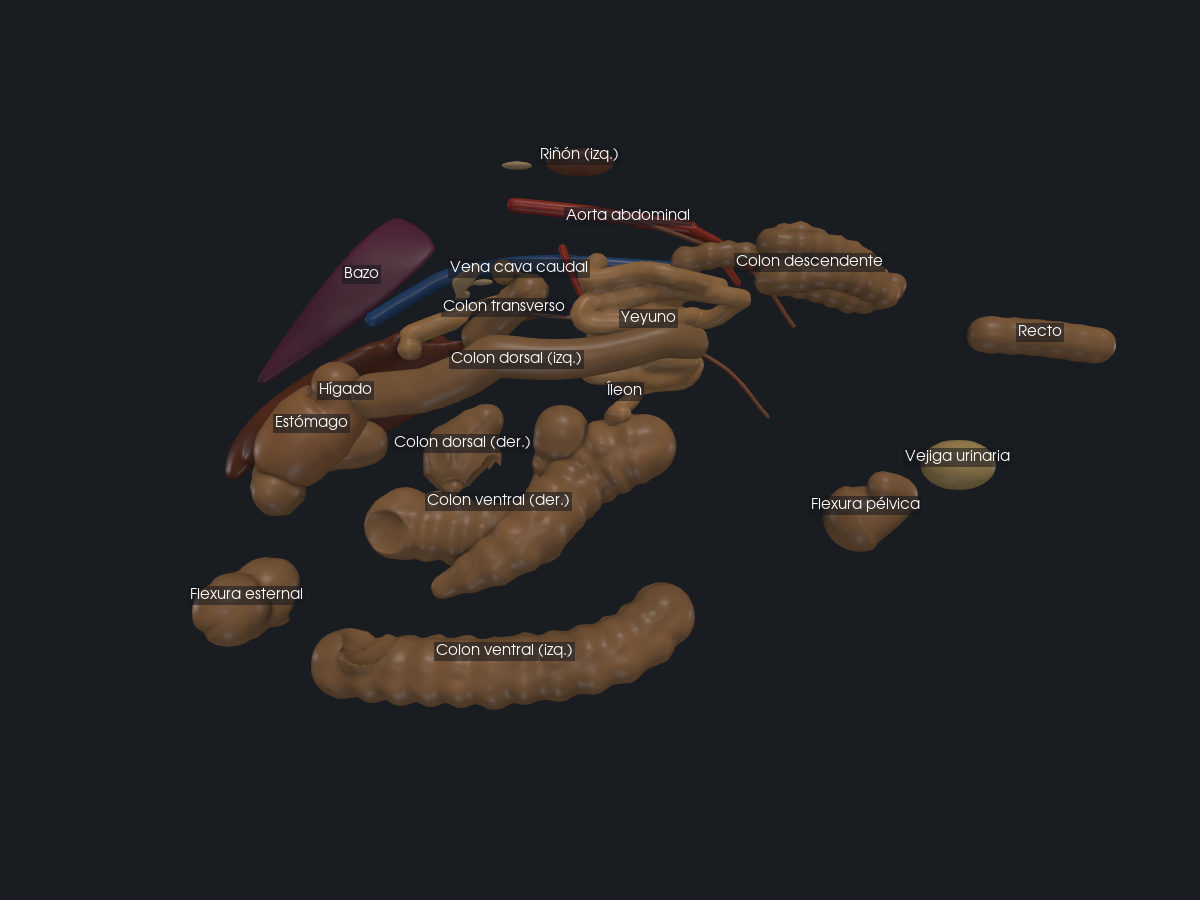 Riñón (izq.)
Aorta abdominal
Colon descendente
Vena cava caudal
Bazo
Colon transverso
Yeyuno
Recto
Colon dorsal (izq.)
Hígado
Íleon
Estómago
Colon dorsal (der.)
Vejiga urinaria
Colon ventral (der.)
Flexura pélvica
Flexura esternal
Colon ventral (izq.)